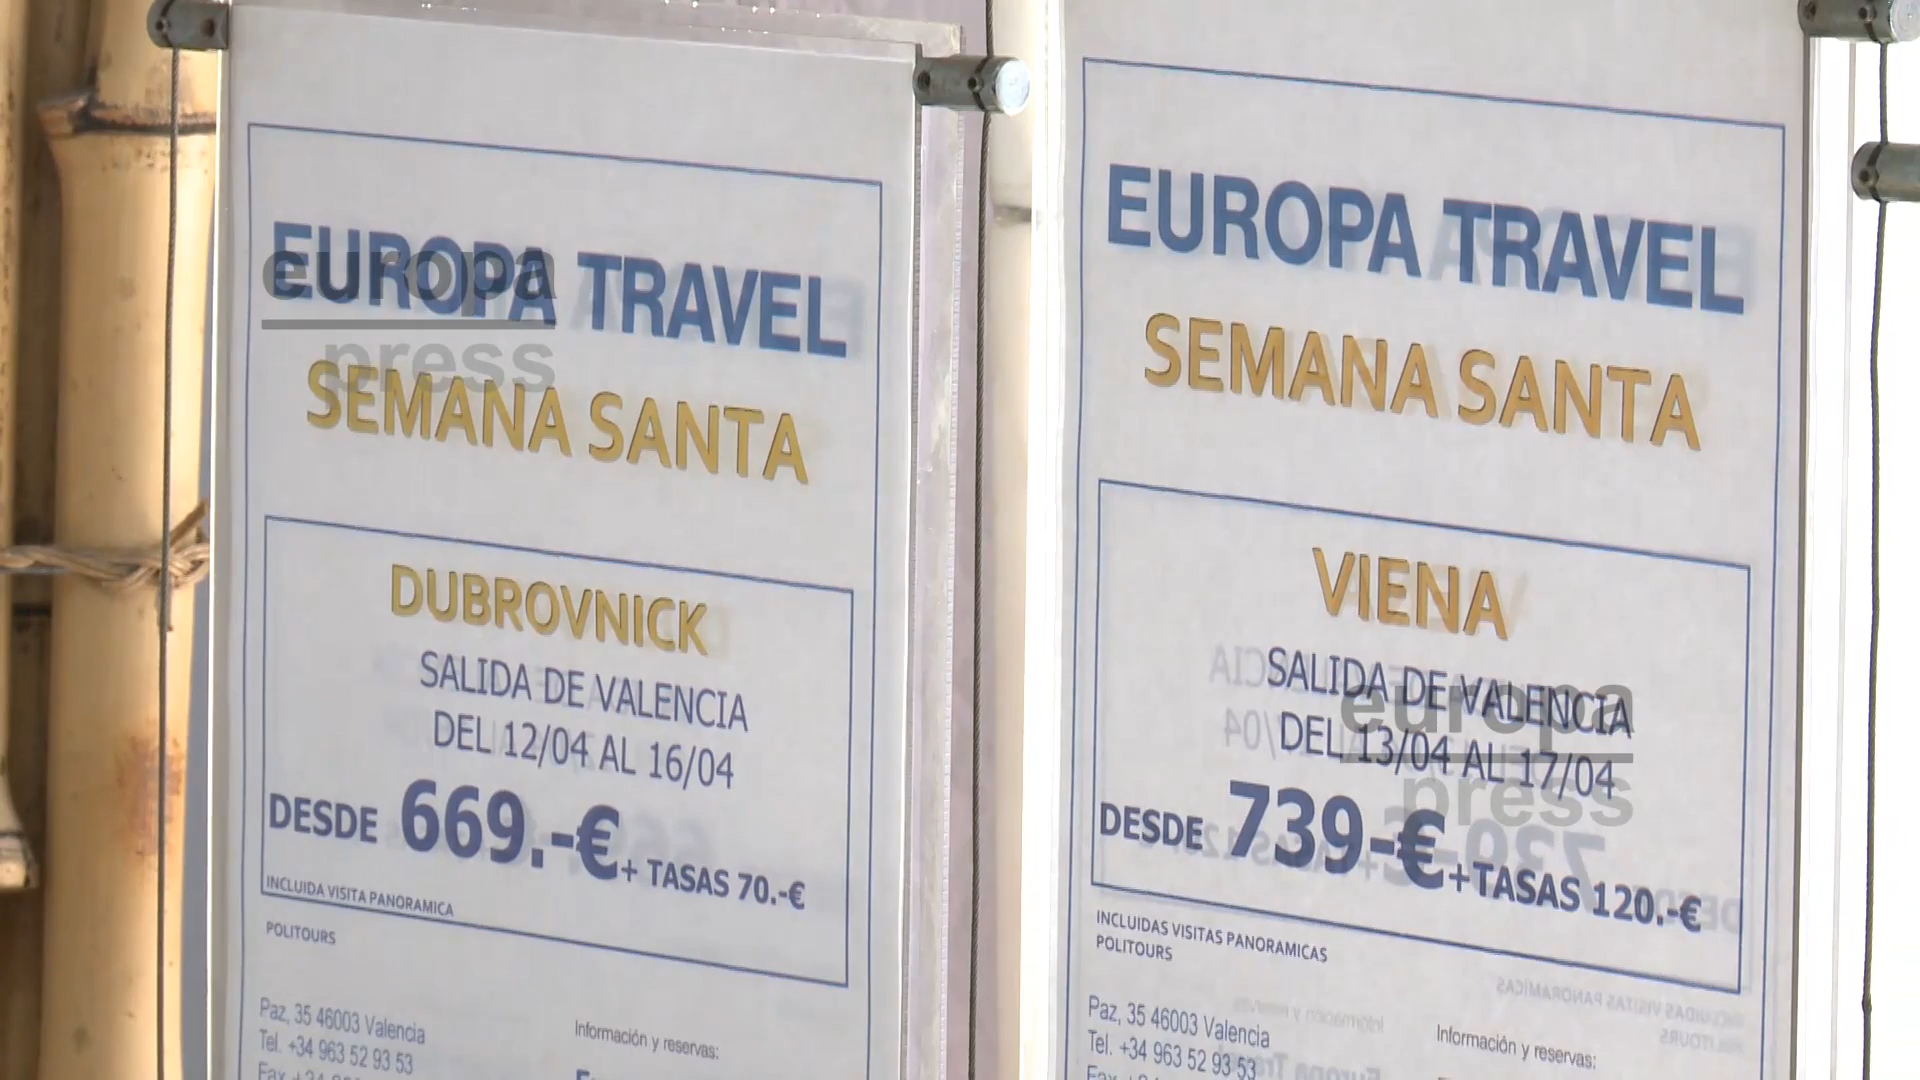 EUROPA TRAVEL
SEMANA SANTA
DUBROVNICK
SALIDA DE VALENCIA
DEL 12/04 AL 16/04
DESDE 669.-€ + TASAS 70.-€
INCLUIDA VISITA PANORAMICA
POLITOURS
Paz, 35 46003 Valencia
Tel. +34 963 52 93 53
Información y reservas:
europa
press
EUROPA TRAVEL
SEMANA SANTA
VIENA
SALIDA DE VALENCIA
DEL 13/04 AL 17/04
DESDE 739-€ +TASAS 120.-€
INCLUIDAS VISITAS PANORAMICAS
POLITOURS
Paz, 35 46003 Valencia
Tel. +34 963 52 93 53
Información y reservas:
europa
press